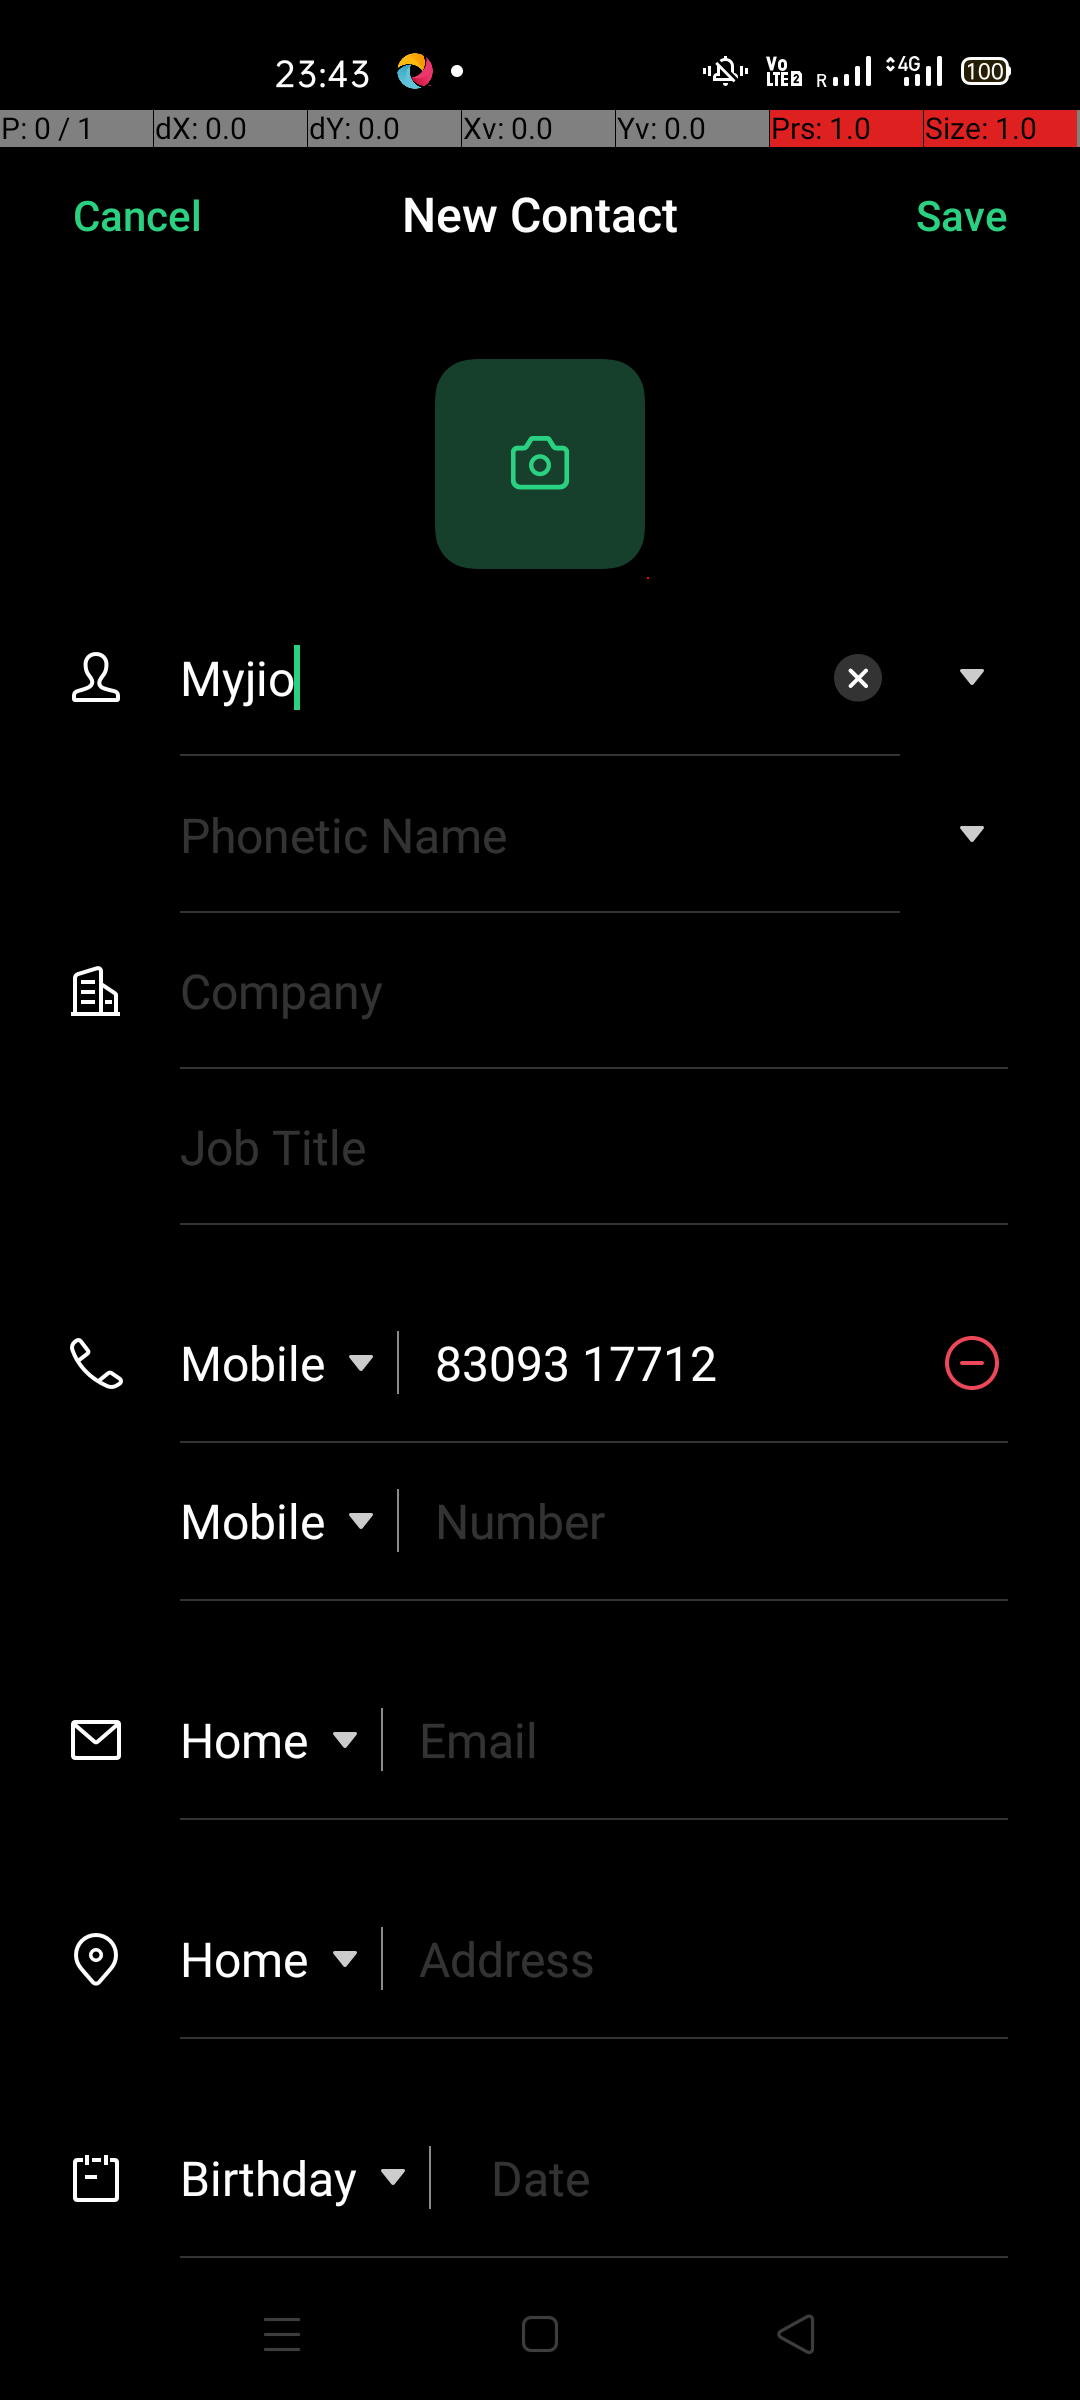 23:43 Vo LTE 2 R 4G 100
P: 0 / 1 dX: 0.0 dY: 0.0 Xv: 0.0 Yv: 0.0 Prs: 1.0 Size: 1.0
Cancel New Contact Save
Myjio
Phonetic Name
Company
Job Title
Mobile 83093 17712
Mobile Number
Home Email
Home Address
Birthday Date